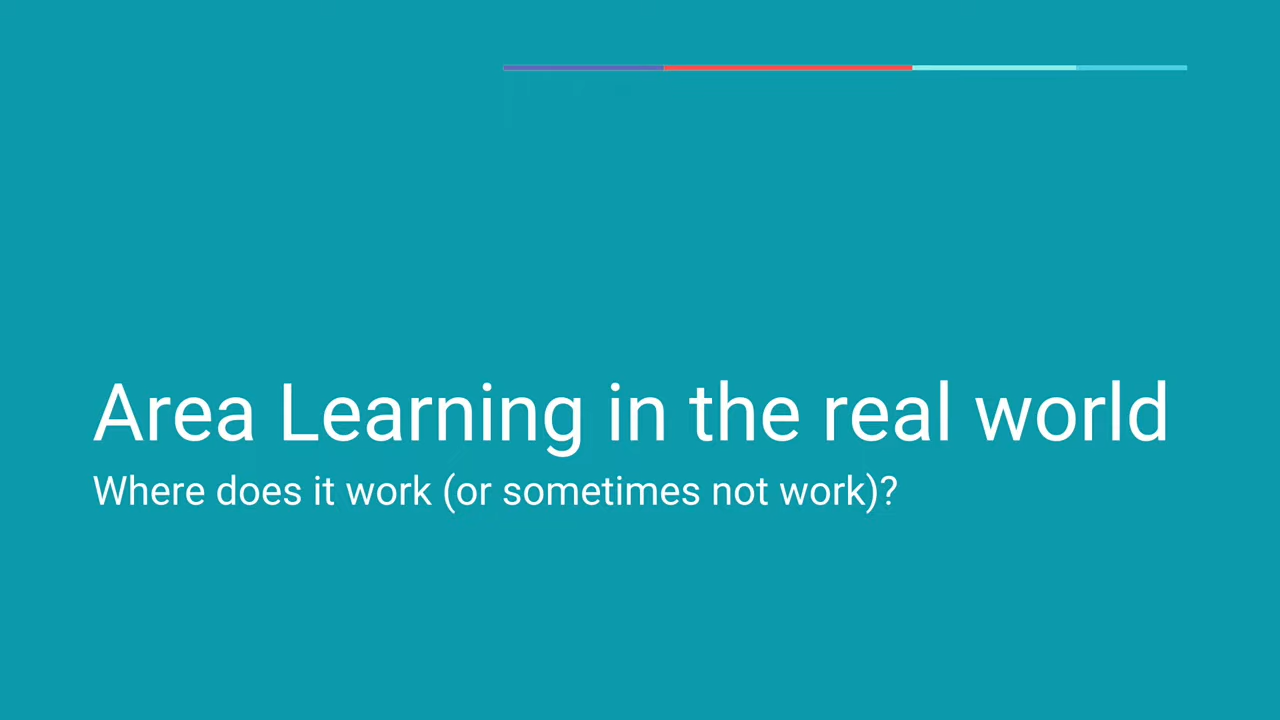 Area Learning in the real world
Where does it work (or sometimes not work)?